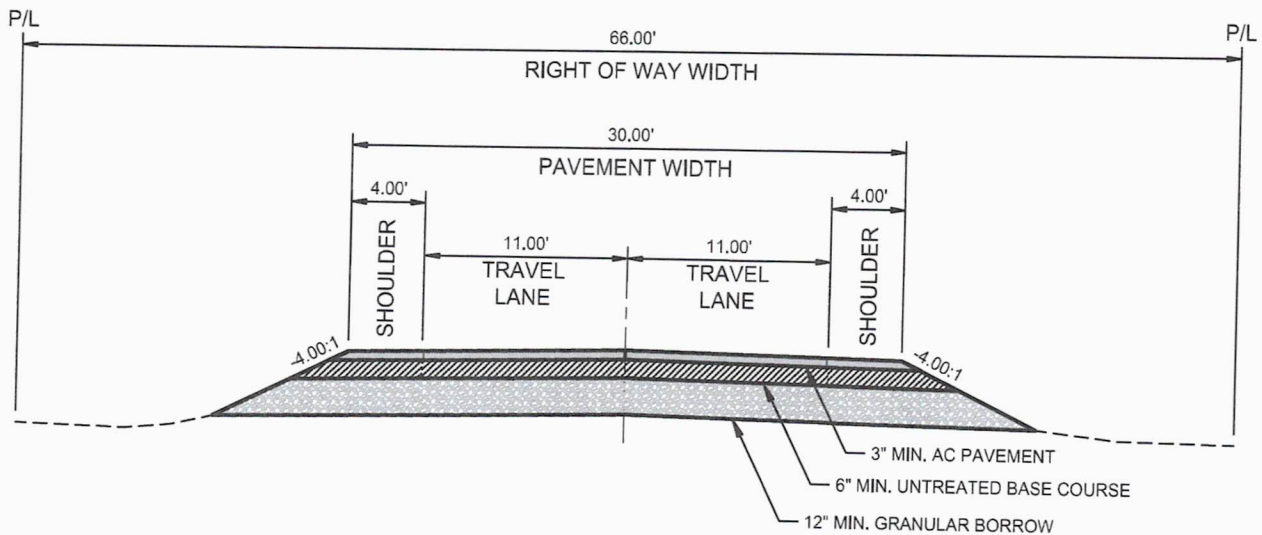 P/L
P/L
66.00'
RIGHT OF WAY WIDTH
30.00'
PAVEMENT WIDTH
4.00'
4.00'
SHOULDER
11.00'
TRAVEL
LANE
11.00'
TRAVEL
LANE
SHOULDER
-4.00:1
-4.00:1
3" MIN. AC PAVEMENT
6" MIN. UNTREATED BASE COURSE
12" MIN. GRANULAR BORROW